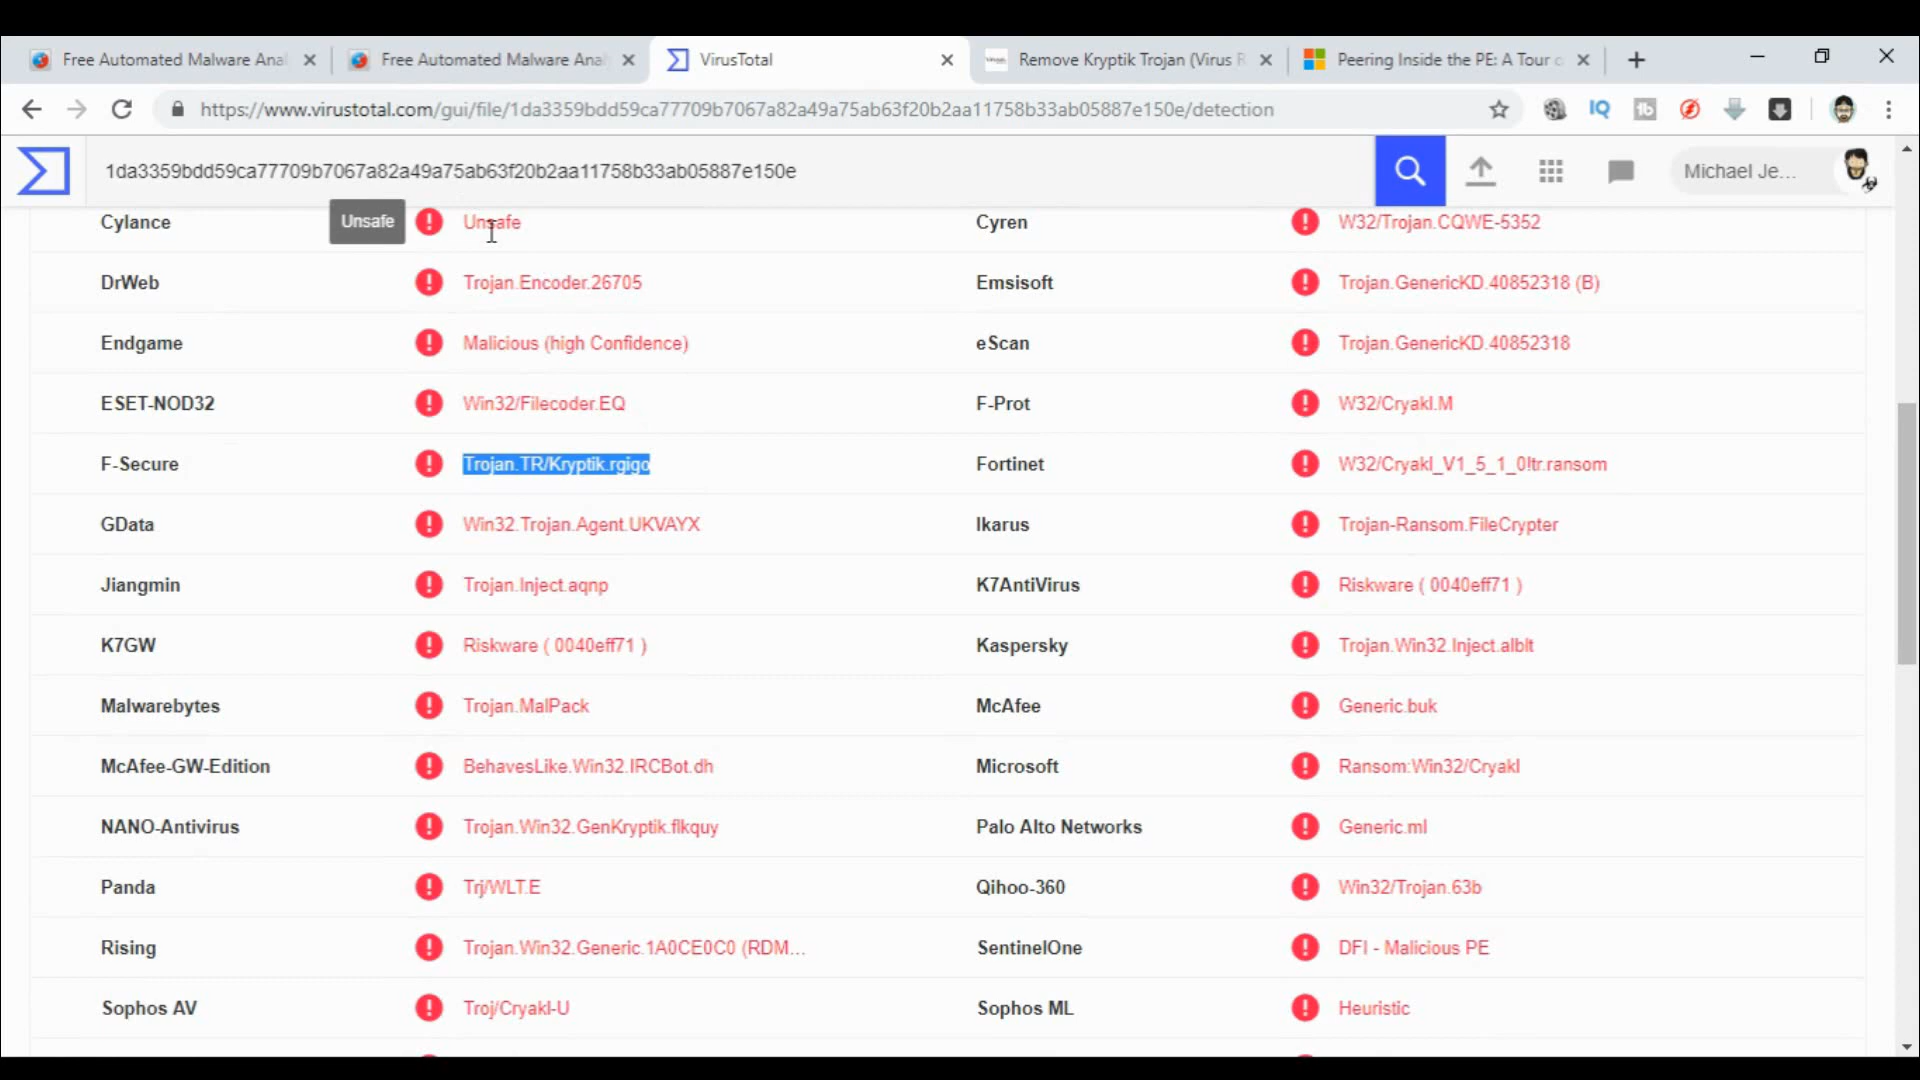 Free Automated Malware Anal
Free Automated Malware Anal
VirusTotal
Remove Kryptik Trojan (Virus R
Peering Inside the PE: A Tour o
https://www.virustotal.com/gui/file/1da3359bdd59ca77709b7067a82a49a75ab63f20b2aa11758b33ab05887e150e/detection
IQ
1da3359bdd59ca77709b7067a82a49a75ab63f20b2aa11758b33ab05887e150e
Michael Je...
Cylance Unsafe Unsafe Cyren W32/Trojan.CQWE-5352
DrWeb Trojan.Encoder.26705 Emsisoft Trojan.GenericKD.40852318 (B)
Endgame Malicious (high Confidence) eScan Trojan.GenericKD.40852318
ESET-NOD32 Win32/Filecoder.EQ F-Prot W32/Cryakl.M
F-Secure Trojan.TR/Kryptik.rgigo Fortinet W32/Cryakl_V1_5_1_0!tr.ransom
GData Win32.Trojan.Agent.UKVAYX Ikarus Trojan-Ransom.FileCrypter
Jiangmin Trojan.Inject.aqnp K7AntiVirus Riskware ( 0040eff71 )
K7GW Riskware ( 0040eff71 ) Kaspersky Trojan.Win32.Inject.alblt
Malwarebytes Trojan.MalPack McAfee Generic.buk
McAfee-GW-Edition BehavesLike.Win32.IRCBot.dh Microsoft Ransom:Win32/Cryakl
NANO-Antivirus Trojan.Win32.GenKryptik.flkquy Palo Alto Networks Generic.ml
Panda Trj/WLT.E Qihoo-360 Win32/Trojan.63b
Rising Trojan.Win32.Generic.1A0CE0C0 (RDM... SentinelOne DFI - Malicious PE
Sophos AV Troj/Cryakl-U Sophos ML Heuristic